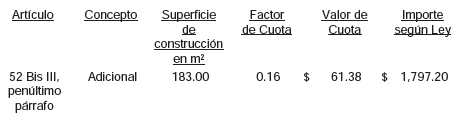 Artículo Concepto Superficie de construcción en m² Factor de Cuota Valor de Cuota Importe según Ley
52 Bis III, Adicional 183.00 0.16 $ 61.38 $ 1,797.20
penúltimo
párrafo